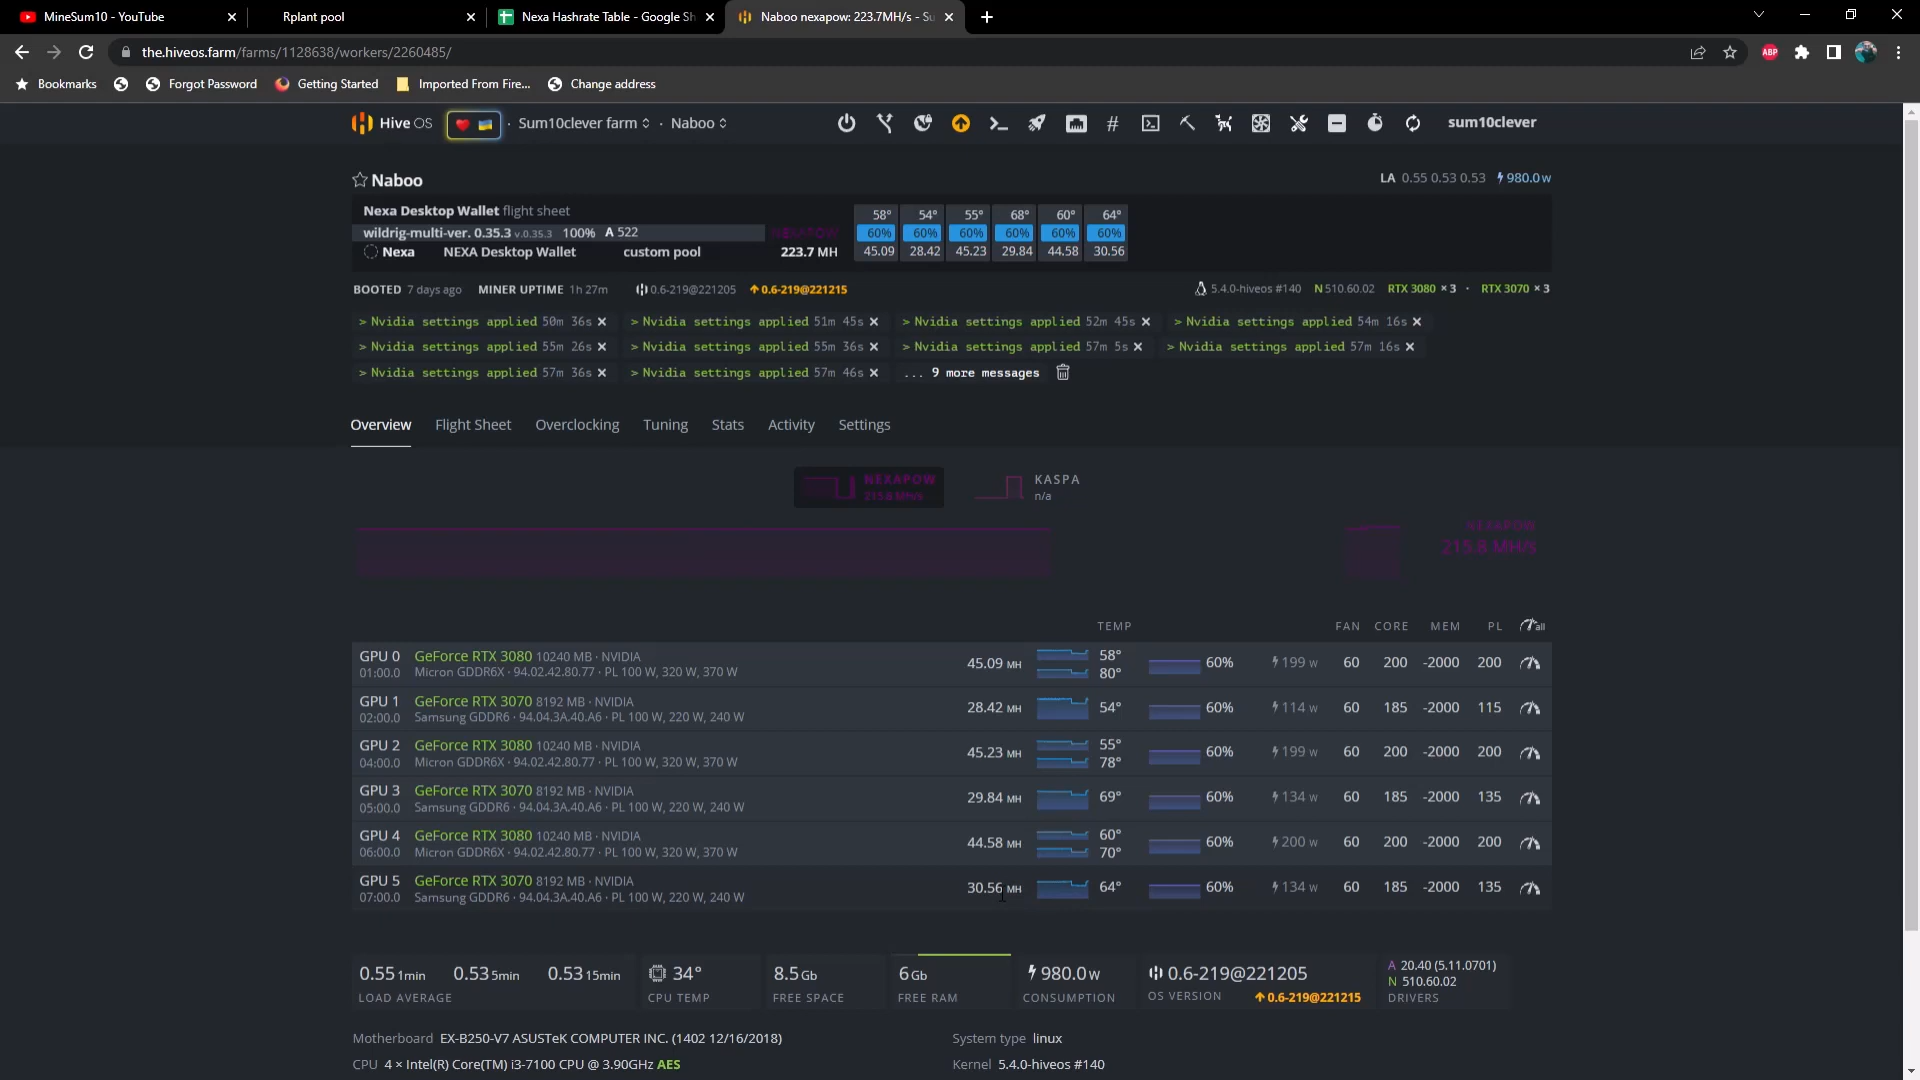 MineSum10 - YouTube
Rplant pool
Nexa Hashrate Table - Google Sh
Naboo nexapow: 223.7MH/s - Su
the.hiveos.farm/farms/1128638/workers/2260485/
ABP
Bookmarks
Forgot Password
Getting Started
Imported From Fire...
Change address
Hive OS
Sum10clever farm
Naboo
sum10clever
Naboo
LA 0.55 0.53 0.53 980.0 W
Nexa Desktop Wallet flight sheet
wildrig-multi-ver. 0.35.3 v.0.35.3 100% A 522 NEXAPOW
Nexa NEXA Desktop Wallet custom pool 223.7 MH
58° 54° 55° 68° 60° 64°
60% 60% 60% 60% 60% 60%
45.09 28.42 45.23 29.84 44.58 30.56
BOOTED 7 days ago MINER UPTIME 1h 27m 0.6-219@221205 0.6-219@221215
5.4.0-hiveos #140 N 510.60.02 RTX 3080 × 3 · RTX 3070 × 3
> Nvidia settings applied 50m 36s > Nvidia settings applied 51m 45s > Nvidia settings applied 52m 45s > Nvidia settings applied 54m 16s
> Nvidia settings applied 55m 26s > Nvidia settings applied 55m 36s > Nvidia settings applied 57m 5s > Nvidia settings applied 57m 16s
> Nvidia settings applied 57m 36s > Nvidia settings applied 57m 46s ... 9 more messages
Overview Flight Sheet Overclocking Tuning Stats Activity Settings
NEXAPOW
215.8 MH/s
KASPA
n/a
NEXAPOW
215.8 MH/s
TEMP FAN CORE MEM PL all
GPU 0 GeForce RTX 3080 10240 MB · NVIDIA 45.09 MH 58° 60% 199 W 60 200 -2000 200
01:00.0 Micron GDDR6X · 94.02.42.80.77 · PL 100 W, 320 W, 370 W 80°
GPU 1 GeForce RTX 3070 8192 MB · NVIDIA 28.42 MH 54° 60% 114 W 60 185 -2000 115
02:00.0 Samsung GDDR6 · 94.04.3A.40.A6 · PL 100 W, 220 W, 240 W
GPU 2 GeForce RTX 3080 10240 MB · NVIDIA 45.23 MH 55° 60% 199 W 60 200 -2000 200
04:00.0 Micron GDDR6X · 94.02.42.80.77 · PL 100 W, 320 W, 370 W 78°
GPU 3 GeForce RTX 3070 8192 MB · NVIDIA 29.84 MH 69° 60% 134 W 60 185 -2000 135
05:00.0 Samsung GDDR6 · 94.04.3A.40.A6 · PL 100 W, 220 W, 240 W
GPU 4 GeForce RTX 3080 10240 MB · NVIDIA 44.58 MH 60° 60% 200 W 60 200 -2000 200
06:00.0 Micron GDDR6X · 94.02.42.80.77 · PL 100 W, 320 W, 370 W 70°
GPU 5 GeForce RTX 3070 8192 MB · NVIDIA 30.56 MH 64° 60% 134 W 60 185 -2000 135
07:00.0 Samsung GDDR6 · 94.04.3A.40.A6 · PL 100 W, 220 W, 240 W
0.55 1min 0.53 5min 0.53 15min
LOAD AVERAGE
34°
CPU TEMP
8.5 Gb
FREE SPACE
6 Gb
FREE RAM
980.0 W
CONSUMPTION
0.6-219@221205
OS VERSION 0.6-219@221215
A 20.40 (5.11.0701)
N 510.60.02
DRIVERS
Motherboard EX-B250-V7 ASUSTeK COMPUTER INC. (1402 12/16/2018)
System type linux
CPU 4 × Intel(R) Core(TM) i3-7100 CPU @ 3.90GHz AES
Kernel 5.4.0-hiveos #140